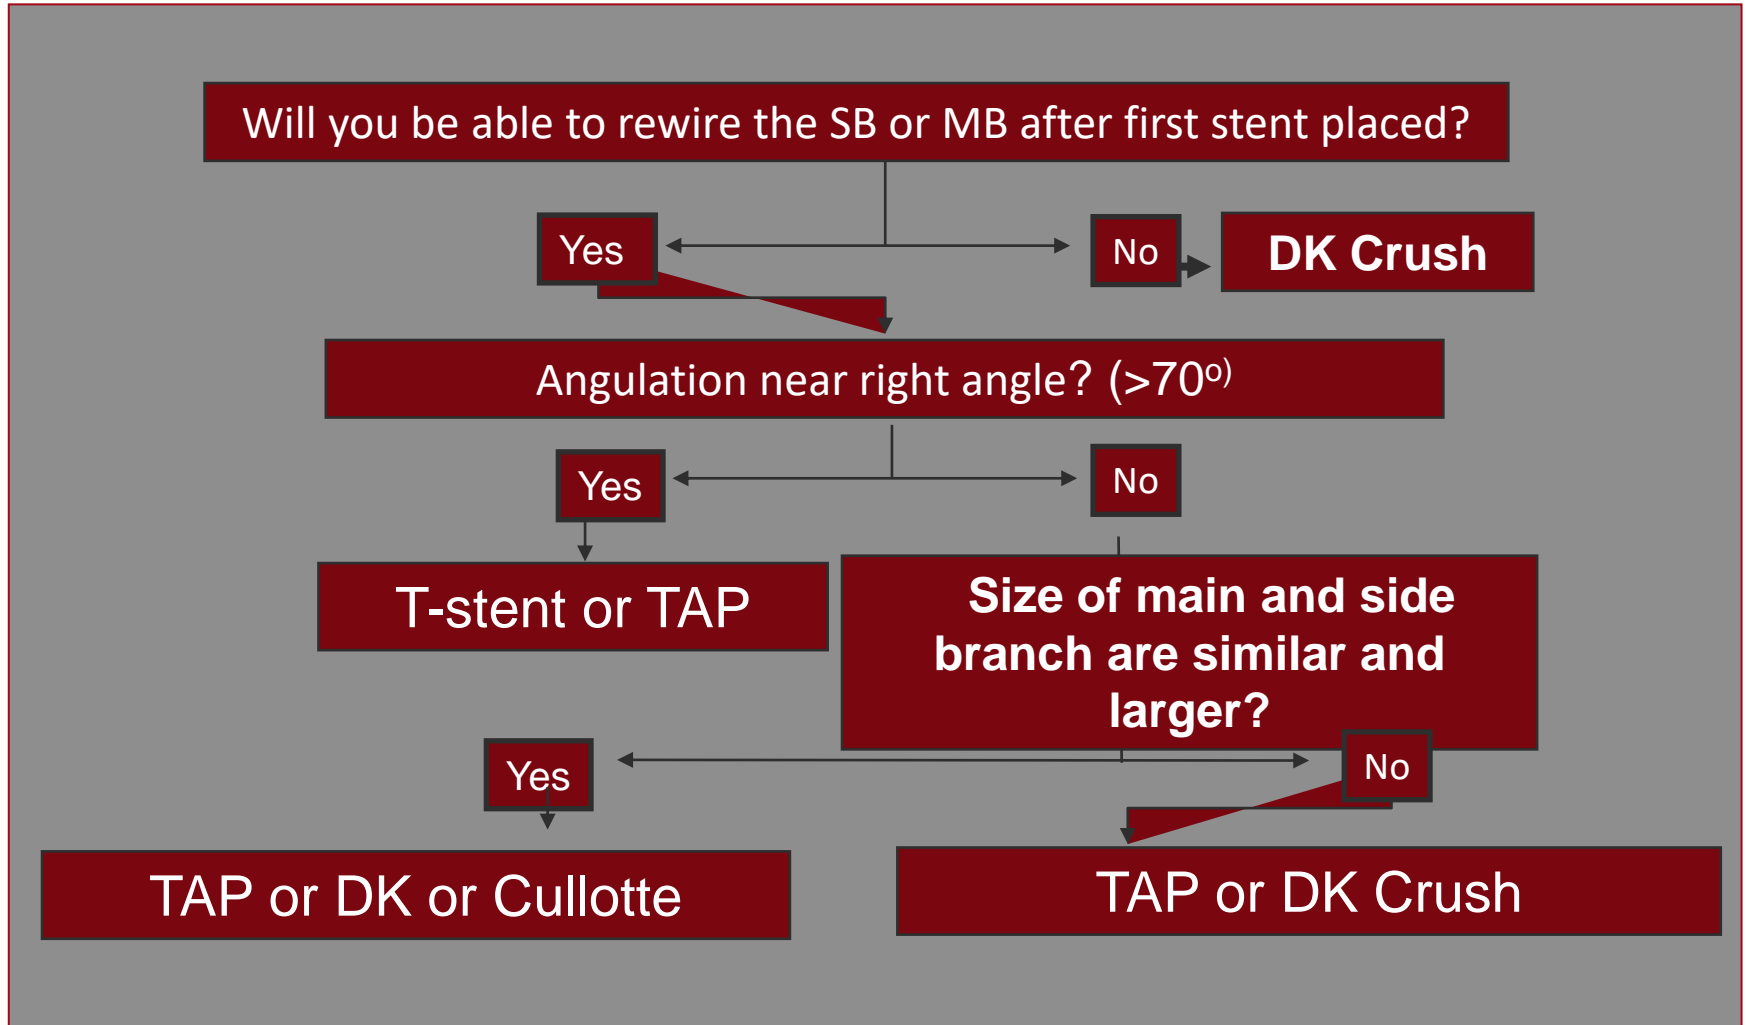 Will you be able to rewire the SB or MB after first stent placed?
Yes
No
DK Crush
Angulation near right angle? (>70o)
Yes
No
T-stent or TAP
Size of main and side
branch are similar and
larger?
Yes
No
TAP or DK or Cullotte
TAP or DK Crush